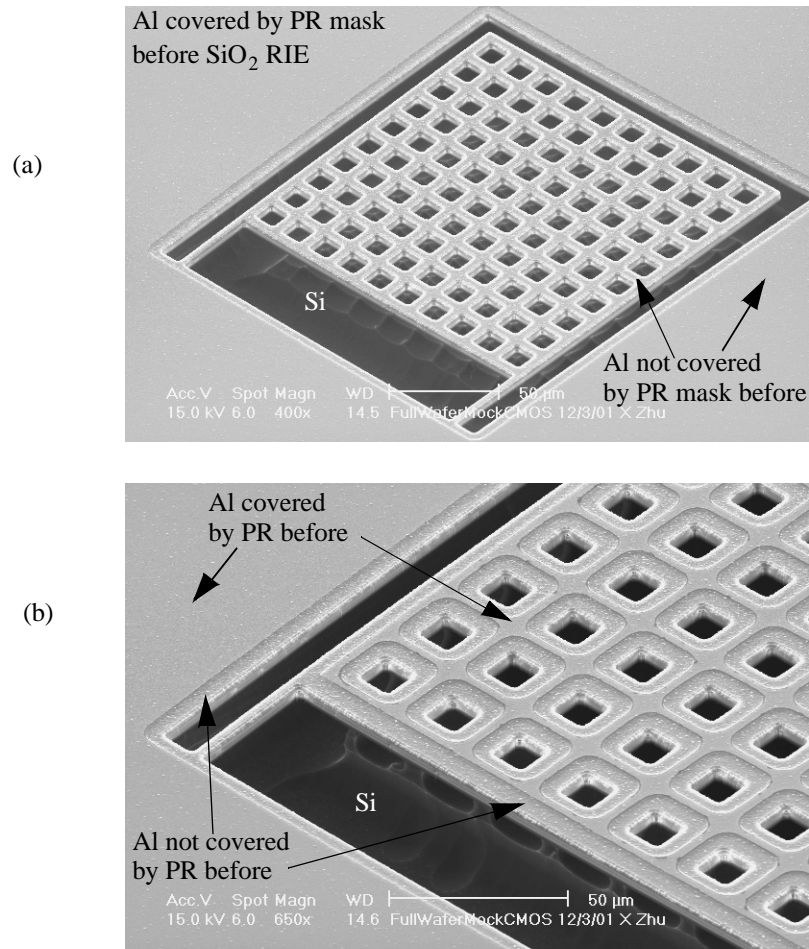 Al covered by PR mask
before SiO₂ RIE
(a)
Si
Al not covered
by PR mask before
Acc.V Spot Magn WD 50 µm
15.0 kV 6.0 400x 14.5 FullWaferMockCMOS 12/3/01 X Zhu
Al covered
by PR before
(b)
Si
Al not covered
by PR before
Acc.V Spot Magn WD 50 µm
15.0 kV 6.0 650x 14.6 FullWaferMockCMOS 12/3/01 X Zhu